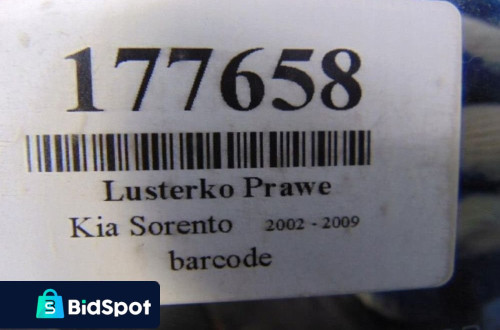 177658
Lusterko Prawe
Kia Sorento 2002 - 2009
barcode
S BidSpot